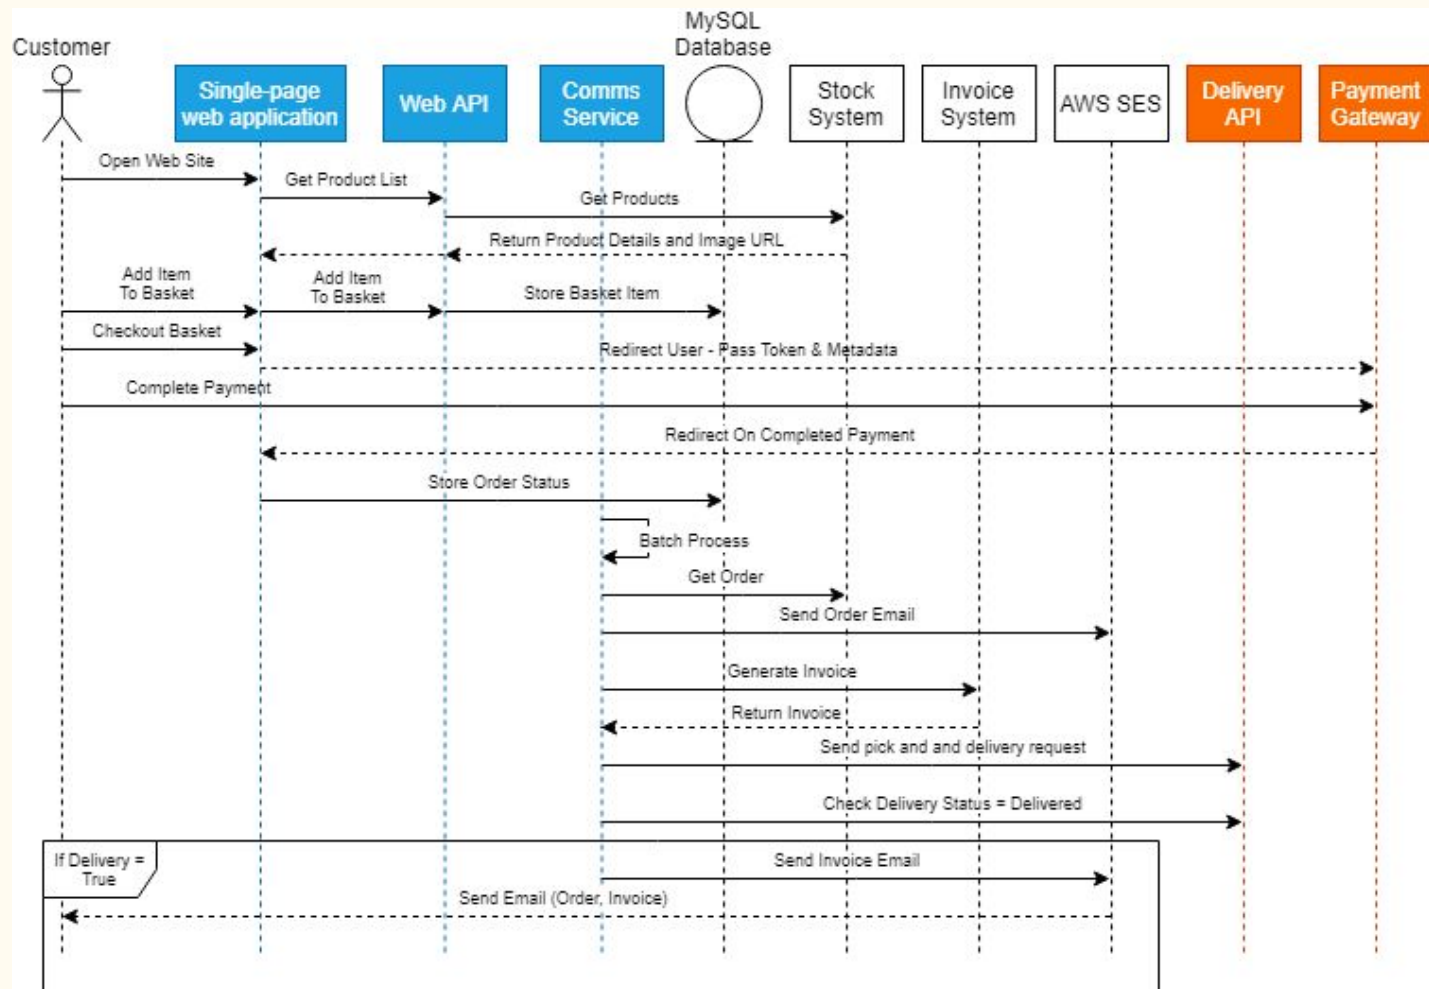 MySQL
Database
Customer
Single-page
web application
Web API
Comms
Service
Stock
System
Invoice
System
AWS SES
Delivery
API
Payment
Gateway
Open Web Site
Get Product List
Get Products
Return Product Details and Image URL
Add Item
To Basket
Add Item
To Basket
Store Basket Item
Checkout Basket
Redirect User - Pass Token & Metadata
Complete Payment
Redirect On Completed Payment
Store Order Status
Batch Process
Get Order
Send Order Email
Generate Invoice
Return Invoice
Send pick and and delivery request
Check Delivery Status = Delivered
If Delivery =
True
Send Invoice Email
Send Email (Order, Invoice)